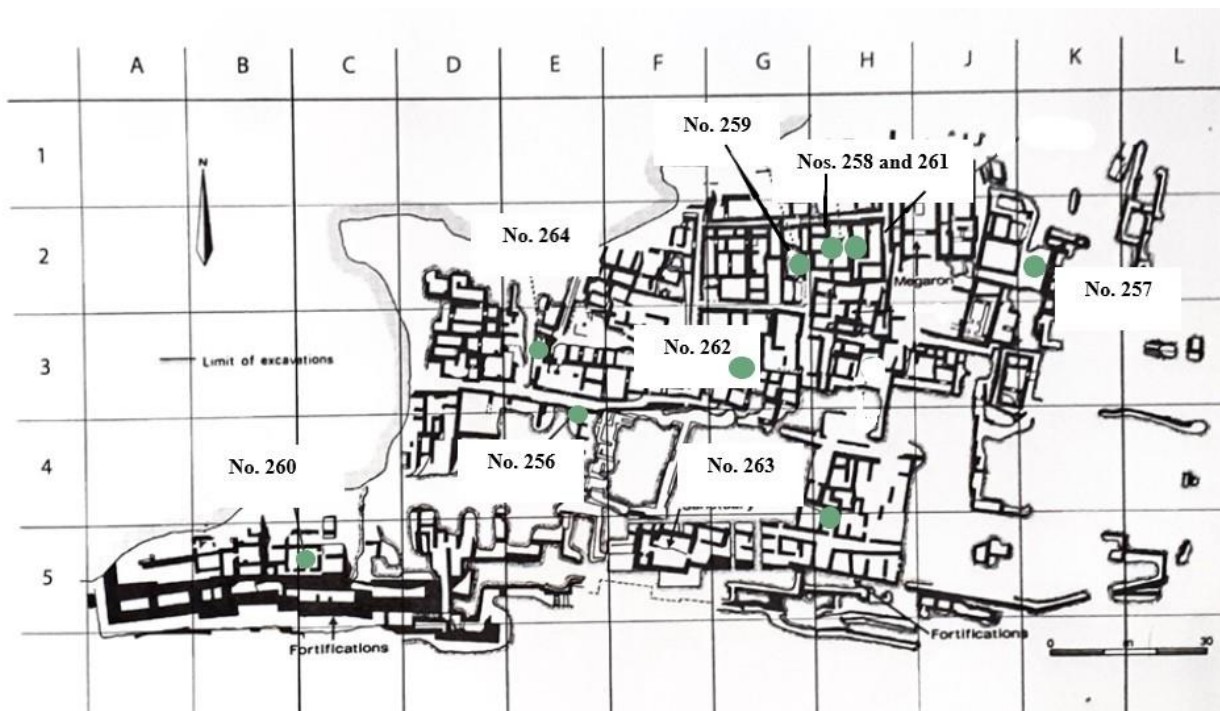 A B C D E F G H J K L
1
No. 259
Nos. 258 and 261
N
No. 264
2
Megaron
No. 257
3
Limit of excavations
No. 262
4
No. 260
No. 256
No. 263
5
Fortifications
Fortifications
0 m 30